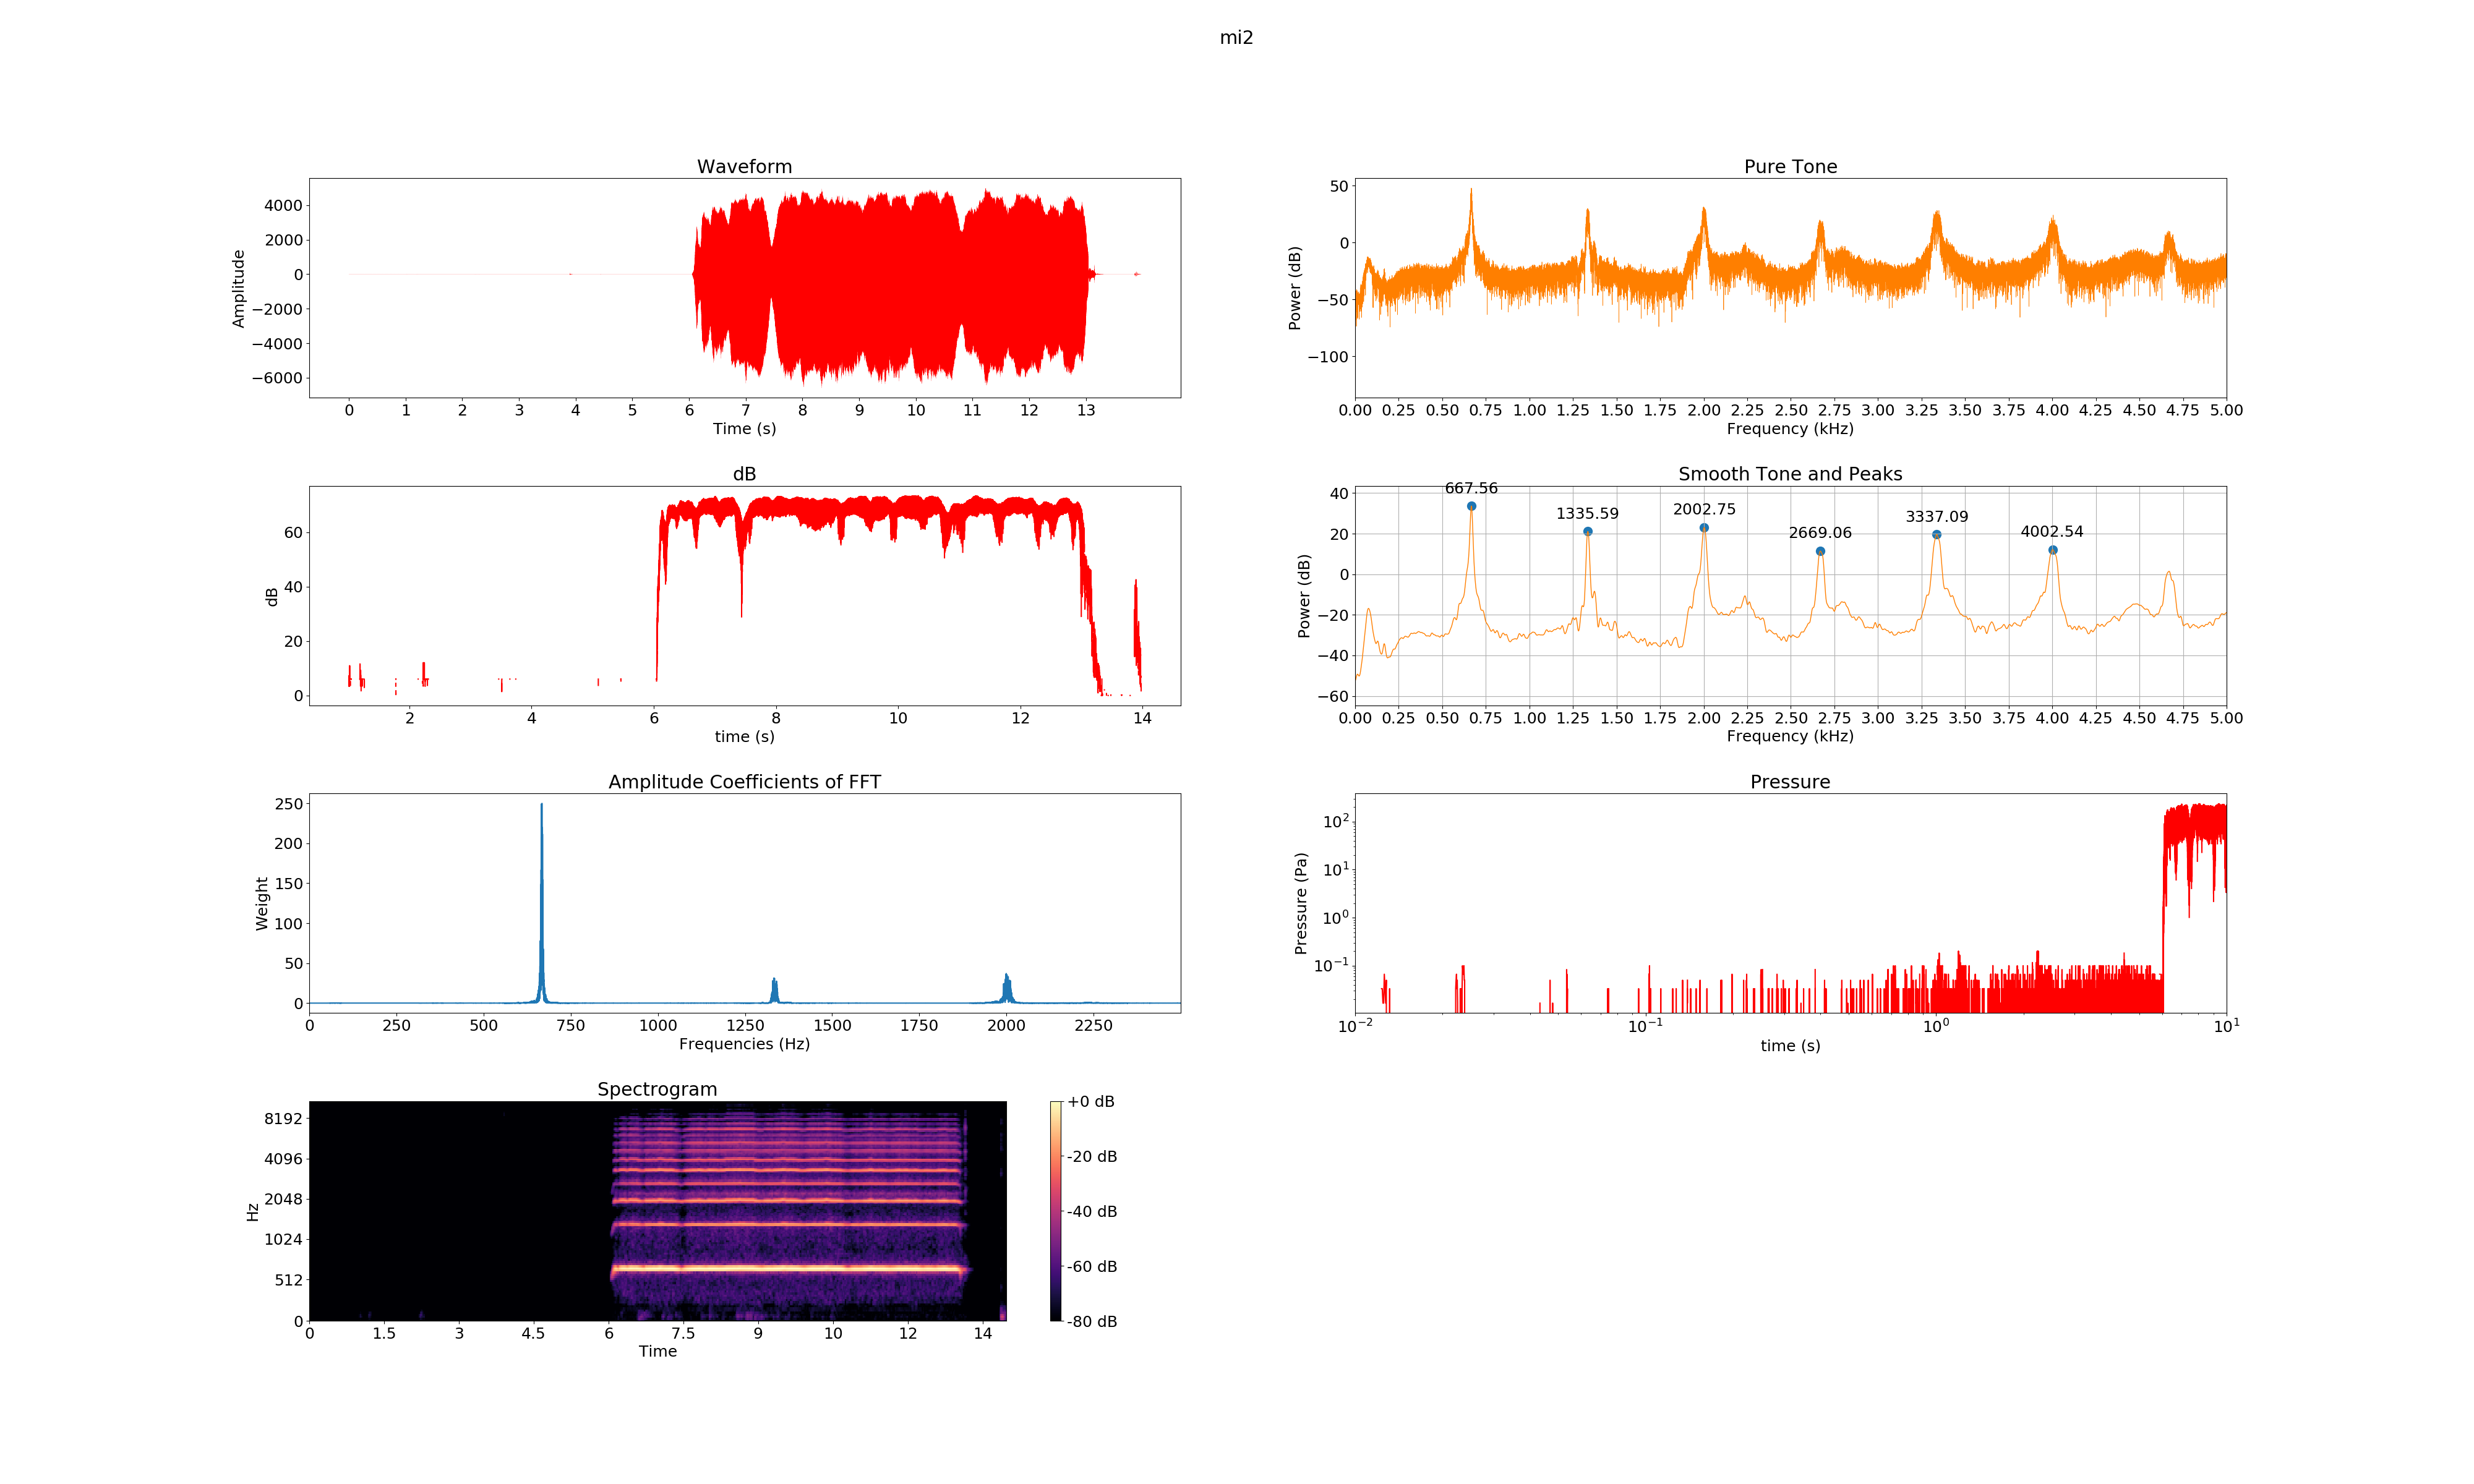 mi2
Waveform
Amplitude
4000
2000
0
−2000
−4000
−6000
0 1 2 3 4 5 6 7 8 9 10 11 12 13
Time (s)
Pure Tone
Power (dB)
50
0
−50
−100
0.00 0.25 0.50 0.75 1.00 1.25 1.50 1.75 2.00 2.25 2.50 2.75 3.00 3.25 3.50 3.75 4.00 4.25 4.50 4.75 5.00
Frequency (kHz)
dB
dB
60
40
20
0
2 4 6 8 10 12 14
time (s)
Smooth Tone and Peaks
Power (dB)
40
20
0
−20
−40
−60
667.56
1335.59
2002.75
2669.06
3337.09
4002.54
0.00 0.25 0.50 0.75 1.00 1.25 1.50 1.75 2.00 2.25 2.50 2.75 3.00 3.25 3.50 3.75 4.00 4.25 4.50 4.75 5.00
Frequency (kHz)
Amplitude Coefficients of FFT
Weight
250
200
150
100
50
0
0 250 500 750 1000 1250 1500 1750 2000 2250
Frequencies (Hz)
Pressure
Pressure (Pa)
10²
10¹
10⁰
10⁻¹
10⁻² 10⁻¹ 10⁰ 10¹
time (s)
Spectrogram
Hz
8192
4096
2048
1024
512
0
0 1.5 3 4.5 6 7.5 9 10 12 14
Time
+0 dB
-20 dB
-40 dB
-60 dB
-80 dB